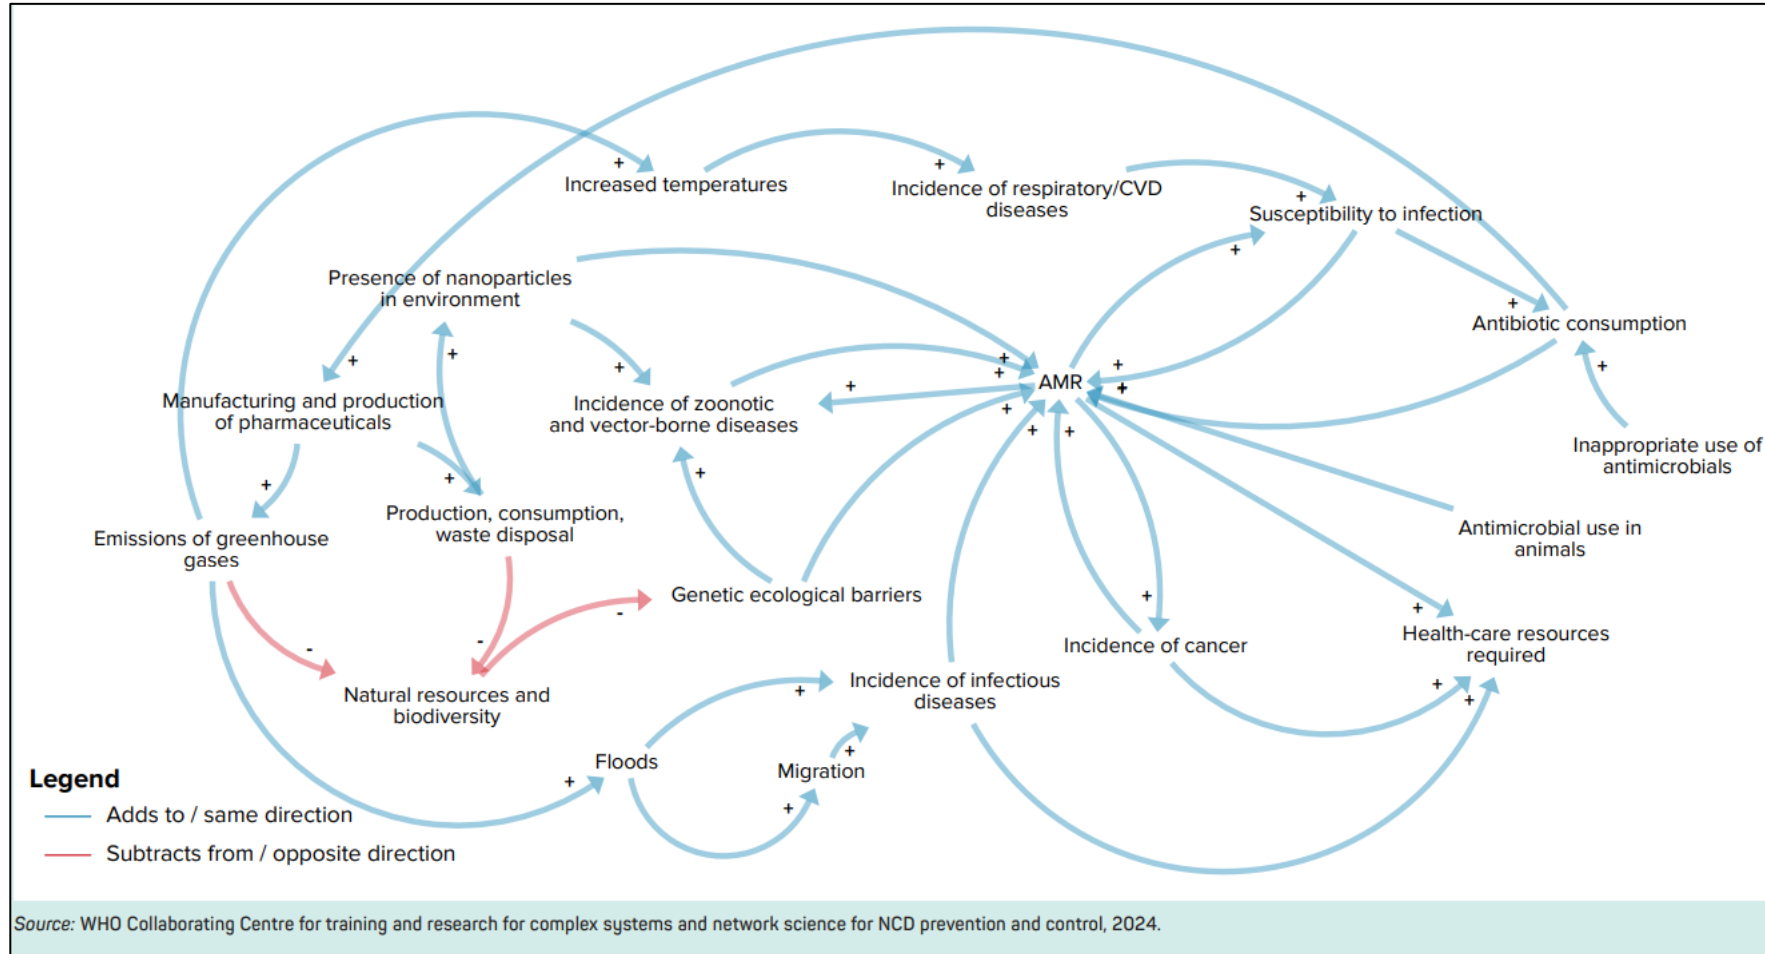 +
Increased temperatures
+
Incidence of respiratory/CVD
diseases
+
Susceptibility to infection
+
Presence of nanoparticles
in environment
+
Antibiotic consumption
+
+
+
+
Manufacturing and production
of pharmaceuticals
+
Incidence of zoonotic
and vector-borne diseases
+
+
+
AMR
+
+
+
+
+
Inappropriate use of
antimicrobials
+
+
+
Production, consumption,
waste disposal
Antimicrobial use in
animals
Emissions of greenhouse
gases
Genetic ecological barriers
-
-
-
+
Incidence of cancer
+
Health-care resources
required
Natural resources and
biodiversity
+
Incidence of infectious
diseases
+
+
Floods
+
Migration
+
+
Legend
Adds to / same direction
Subtracts from / opposite direction
Source: WHO Collaborating Centre for training and research for complex systems and network science for NCD prevention and control, 2024.